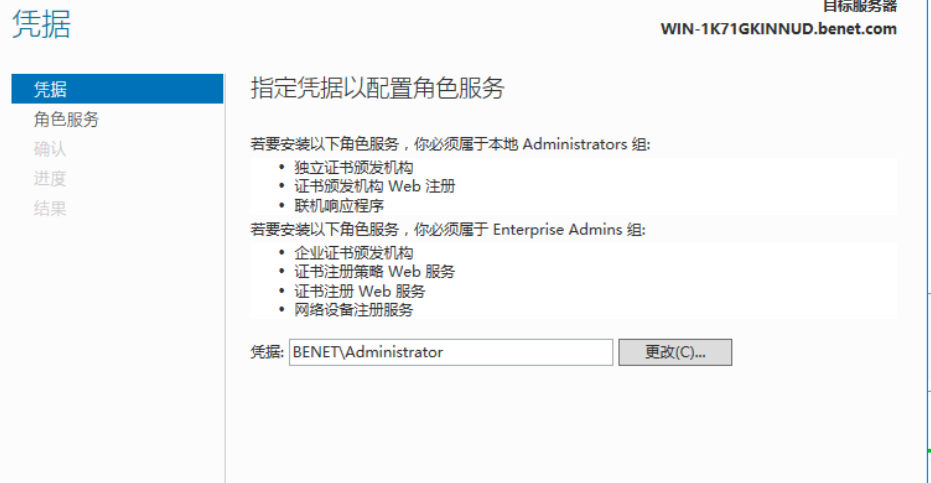 凭据
目标服务器
WIN-1K71GKINNUD.benet.com
凭据
角色服务
确认
进度
结果
指定凭据以配置角色服务
若要安装以下角色服务，你必须属于本地 Administrators 组:
• 独立证书颁发机构
• 证书颁发机构 Web 注册
• 联机响应程序
若要安装以下角色服务，你必须属于 Enterprise Admins 组:
• 企业证书颁发机构
• 证书注册策略 Web 服务
• 证书注册 Web 服务
• 网络设备注册服务
凭据: BENET\Administrator 更改(C)...